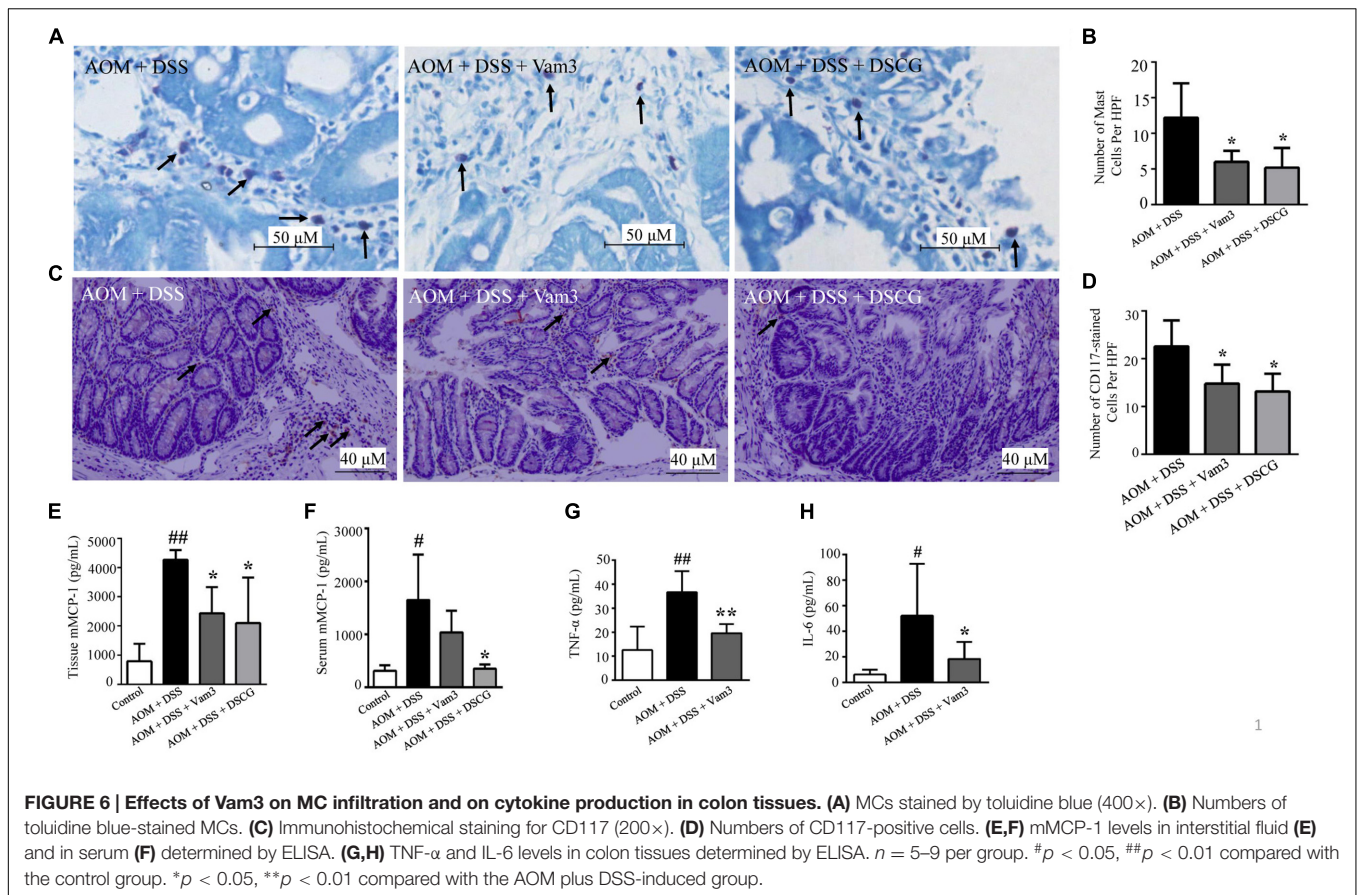 A
AOM + DSS
50 µM
AOM + DSS + Vam3
50 µM
AOM + DSS + DSCG
50 µM
B
Number of Mast
Cells Per HPF
20
15
10
5
0
*
*
AOM + DSS
AOM + DSS + Vam3
AOM + DSS + DSCG
C
AOM + DSS
40 µM
AOM + DSS + Vam3
40 µM
AOM + DSS + DSCG
40 µM
D
Number of CD117-stained
Cells Per HPF
30
20
10
0
*
*
AOM + DSS
AOM + DSS + Vam3
AOM + DSS + DSCG
E
Tissue mMCP-1 (pg/mL)
5000
4000
3000
2000
1000
0
##
*
*
Control
AOM + DSS
AOM + DSS + Vam3
AOM + DSS + DSCG
F
Serum mMCP-1 (pg/mL)
3000
2000
1000
0
#
*
Control
AOM + DSS
AOM + DSS + Vam3
AOM + DSS + DSCG
G
TNF-α (pg/mL)
50
40
30
20
10
0
##
**
Control
AOM + DSS
AOM + DSS + Vam3
H
IL-6 (pg/mL)
100
80
60
40
20
0
#
*
Control
AOM + DSS
AOM + DSS + Vam3
1
FIGURE 6 | Effects of Vam3 on MC infiltration and on cytokine production in colon tissues. (A) MCs stained by toluidine blue (400×). (B) Numbers of
toluidine blue-stained MCs. (C) Immunohistochemical staining for CD117 (200×). (D) Numbers of CD117-positive cells. (E,F) mMCP-1 levels in interstitial fluid (E)
and in serum (F) determined by ELISA. (G,H) TNF-α and IL-6 levels in colon tissues determined by ELISA. n = 5–9 per group. #p < 0.05, ##p < 0.01 compared with
the control group. *p < 0.05, **p < 0.01 compared with the AOM plus DSS-induced group.